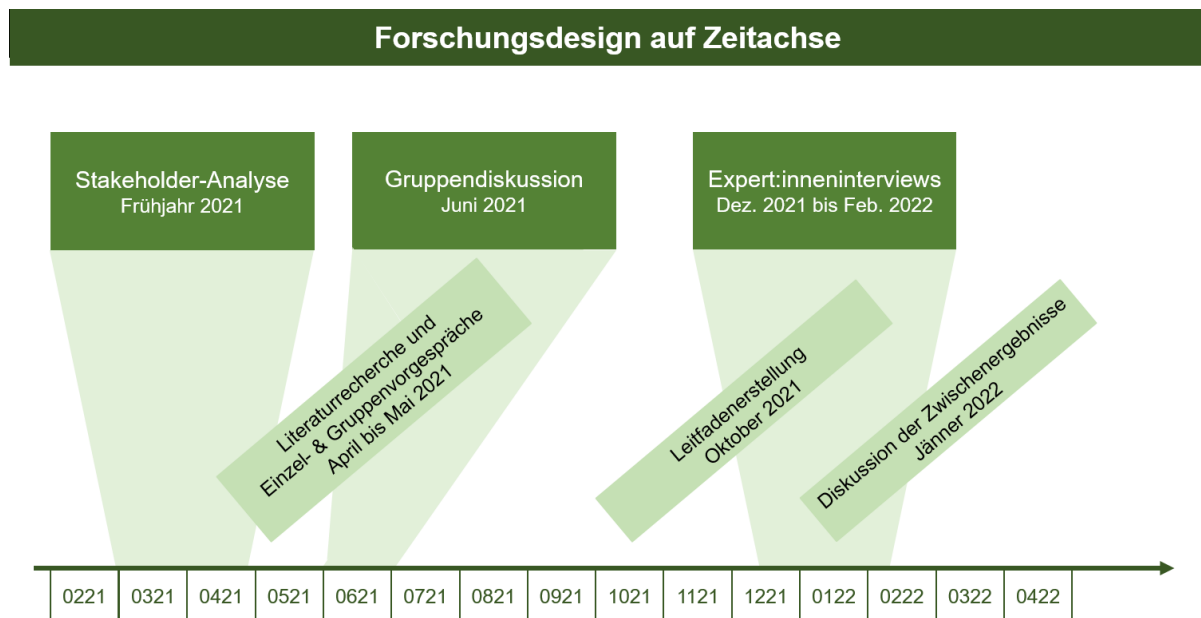 Forschungsdesign auf Zeitachse
Stakeholder-Analyse
Frühjahr 2021
Gruppendiskussion
Juni 2021
Expert:inneninterviews
Dez. 2021 bis Feb. 2022
Literaturrecherche und
Einzel- & Gruppenvorgespräche
April bis Mai 2021
Leitfadenerstellung
Oktober 2021
Diskussion der Zwischenergebnisse
Jänner 2022
0221 0321 0421 0521 0621 0721 0821 0921 1021 1121 1221 0122 0222 0322 0422